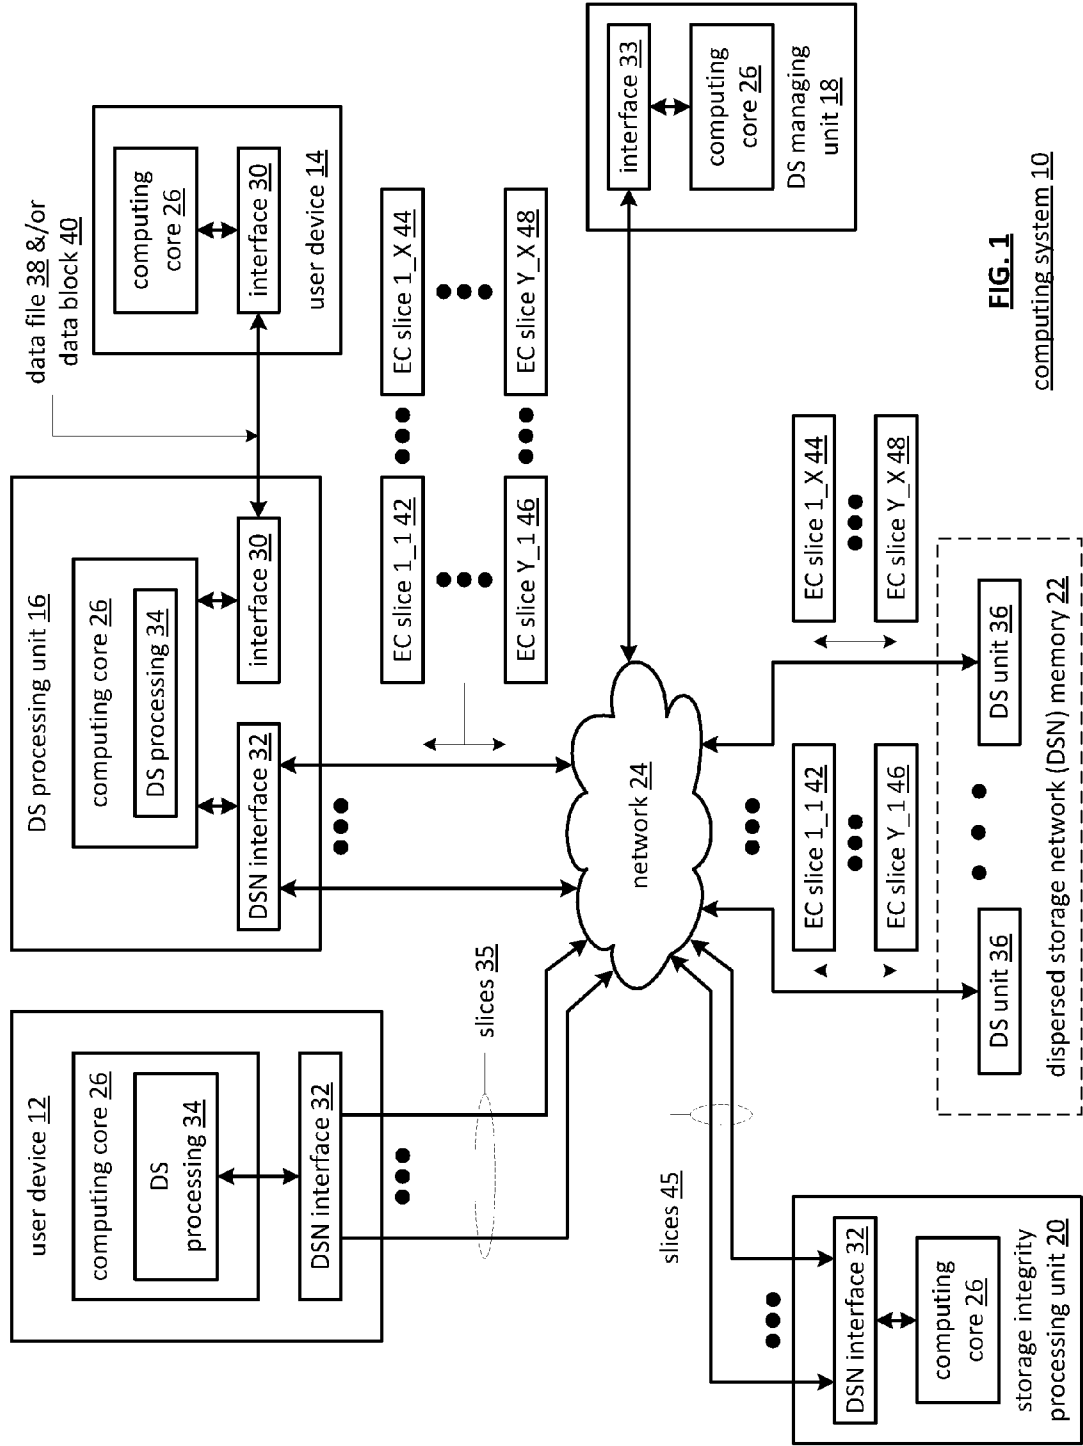 user device 12
computing core 26
DS
processing 34
DSN interface 32
slices 35
DS processing unit 16
computing core 26
DS processing 34
DSN interface 32
interface 30
data file 38 &/or
data block 40
computing
core 26
interface 30
user device 14
EC slice 1_1 42
EC slice 1_X 44
EC slice Y_1 46
EC slice Y_X 48
network 24
interface 33
computing
core 26
DS managing
unit 18
slices 45
DSN interface 32
computing
core 26
storage integrity
processing unit 20
EC slice 1_1 42
EC slice Y_1 46
EC slice 1_X 44
EC slice Y_X 48
DS unit 36
DS unit 36
dispersed storage network (DSN) memory 22
FIG. 1
computing system 10